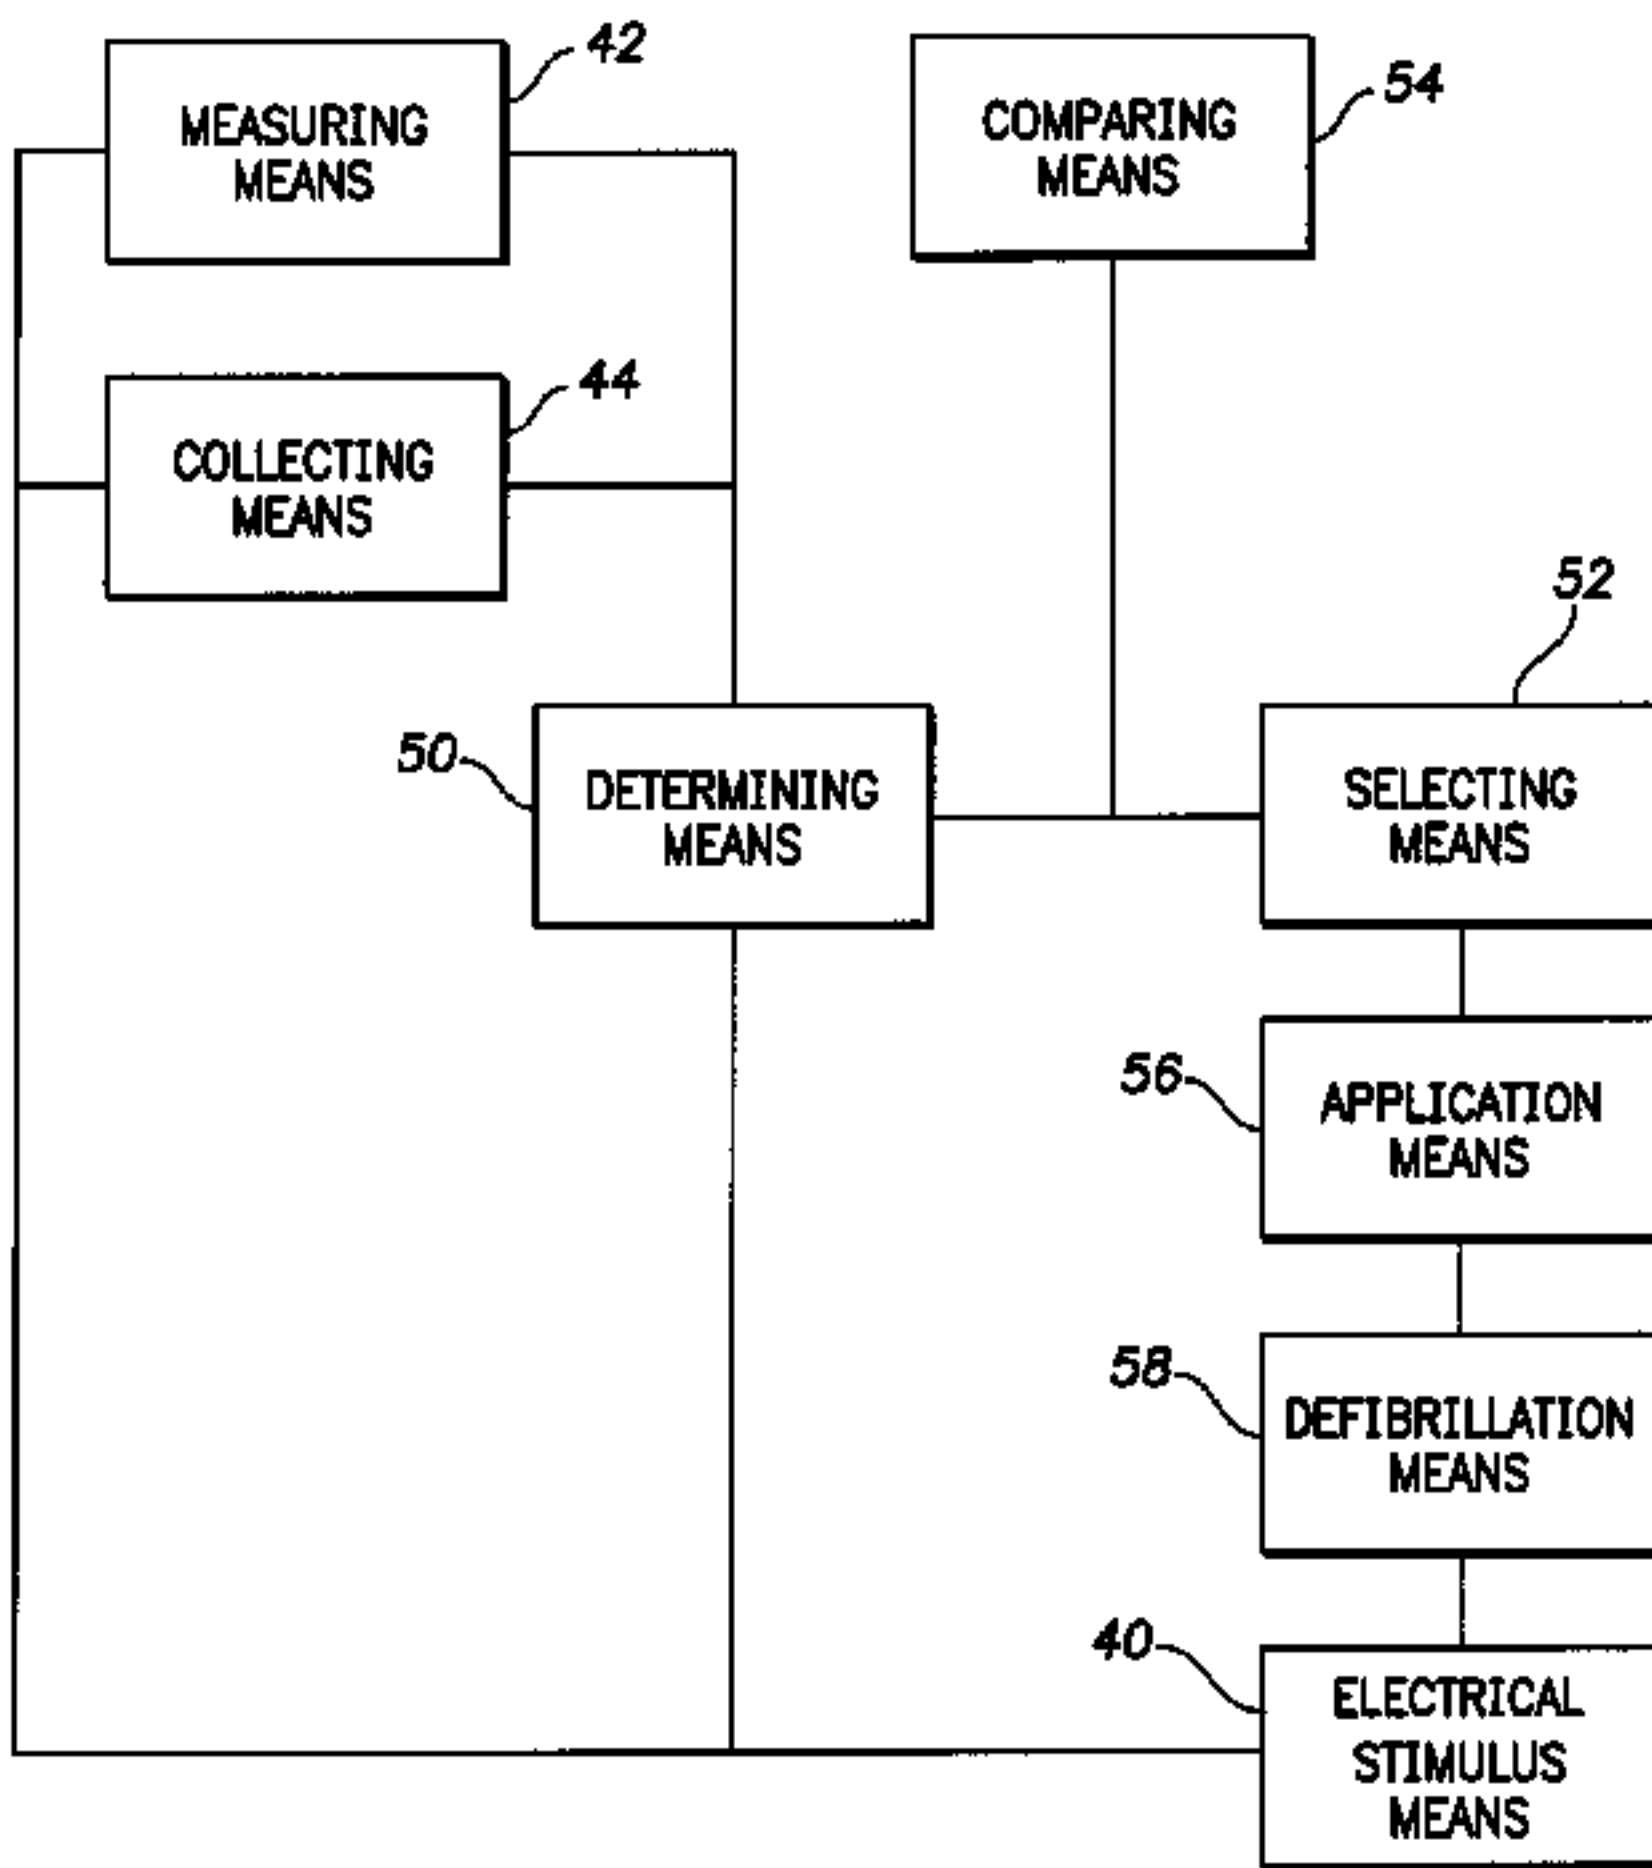 42
MEASURING
MEANS
54
COMPARING
MEANS
44
COLLECTING
MEANS
52
50
DETERMINING
MEANS
SELECTING
MEANS
56
APPLICATION
MEANS
58
DEFIBRILLATION
MEANS
40
ELECTRICAL
STIMULUS
MEANS